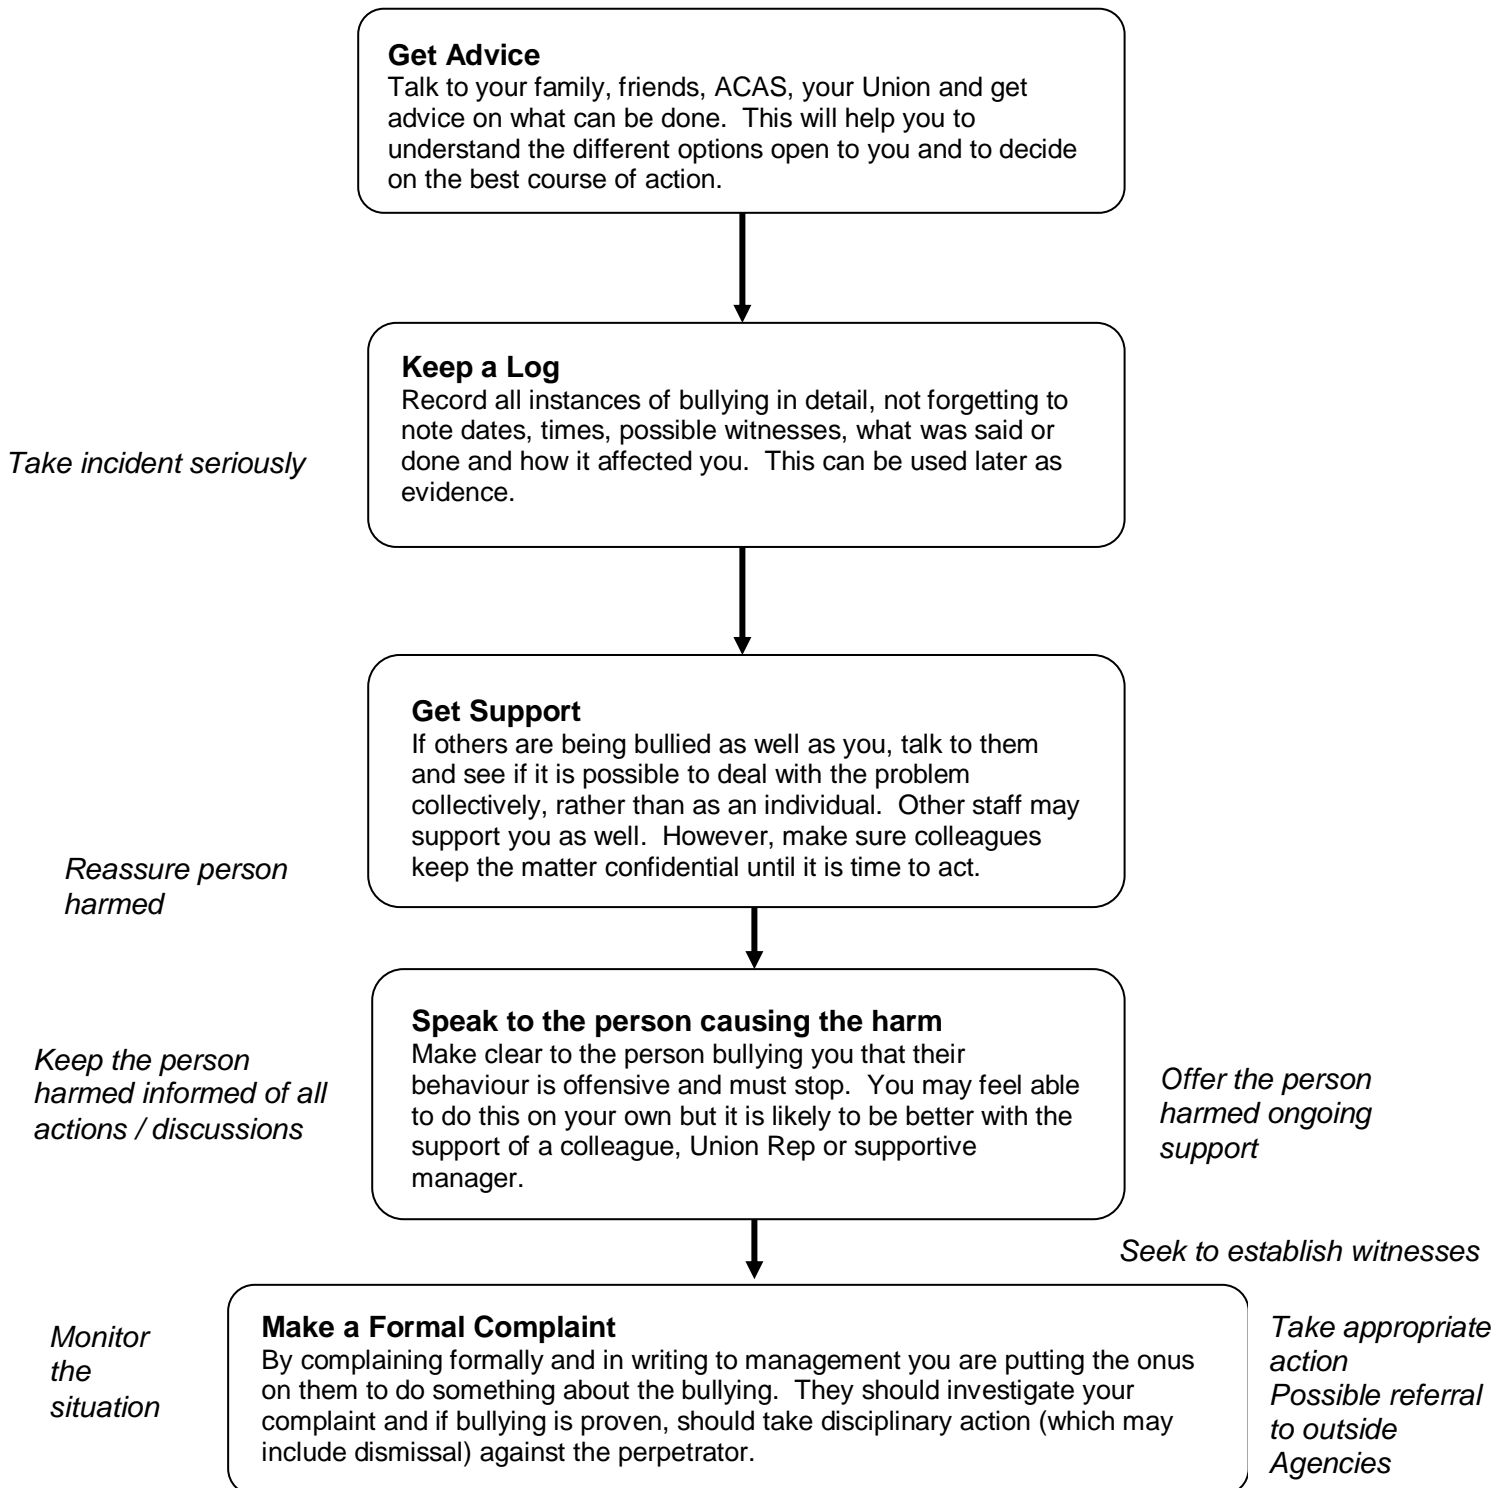 Get Advice
Talk to your family, friends, ACAS, your Union and get
advice on what can be done.  This will help you to
understand the different options open to you and to decide
on the best course of action.
Keep a Log
Record all instances of bullying in detail, not forgetting to
note dates, times, possible witnesses, what was said or
done and how it affected you.  This can be used later as
evidence.
Take incident seriously
Get Support
If others are being bullied as well as you, talk to them
and see if it is possible to deal with the problem
collectively, rather than as an individual.  Other staff may
support you as well.  However, make sure colleagues
keep the matter confidential until it is time to act.
Reassure person
harmed
Speak to the person causing the harm
Make clear to the person bullying you that their
behaviour is offensive and must stop.  You may feel able
to do this on your own but it is likely to be better with the
support of a colleague, Union Rep or supportive
manager.
Keep the person
harmed informed of all
actions / discussions
Offer the person
harmed ongoing
support
Seek to establish witnesses
Make a Formal Complaint
By complaining formally and in writing to management you are putting the onus
on them to do something about the bullying.  They should investigate your
complaint and if bullying is proven, should take disciplinary action (which may
include dismissal) against the perpetrator.
Monitor
the
situation
Take appropriate
action
Possible referral
to outside
Agencies